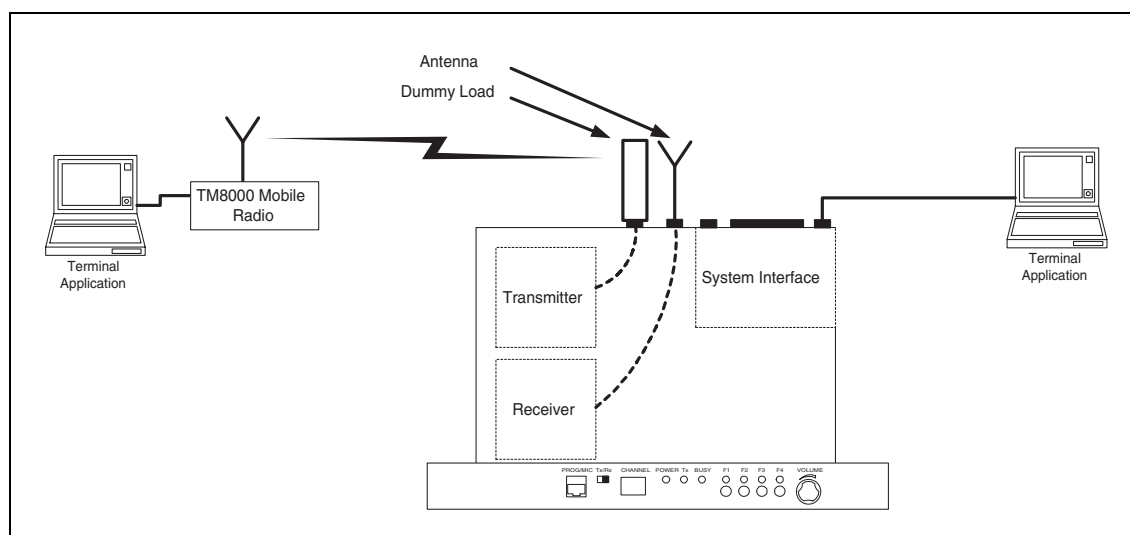 Antenna
Dummy Load
TM8000 Mobile
Radio
Terminal
Application
Terminal
Application
Transmitter
System Interface
Receiver
PROG/MIC Tx/Rx CHANNEL POWER Tx BUSY F1 F2 F3 F4 VOLUME